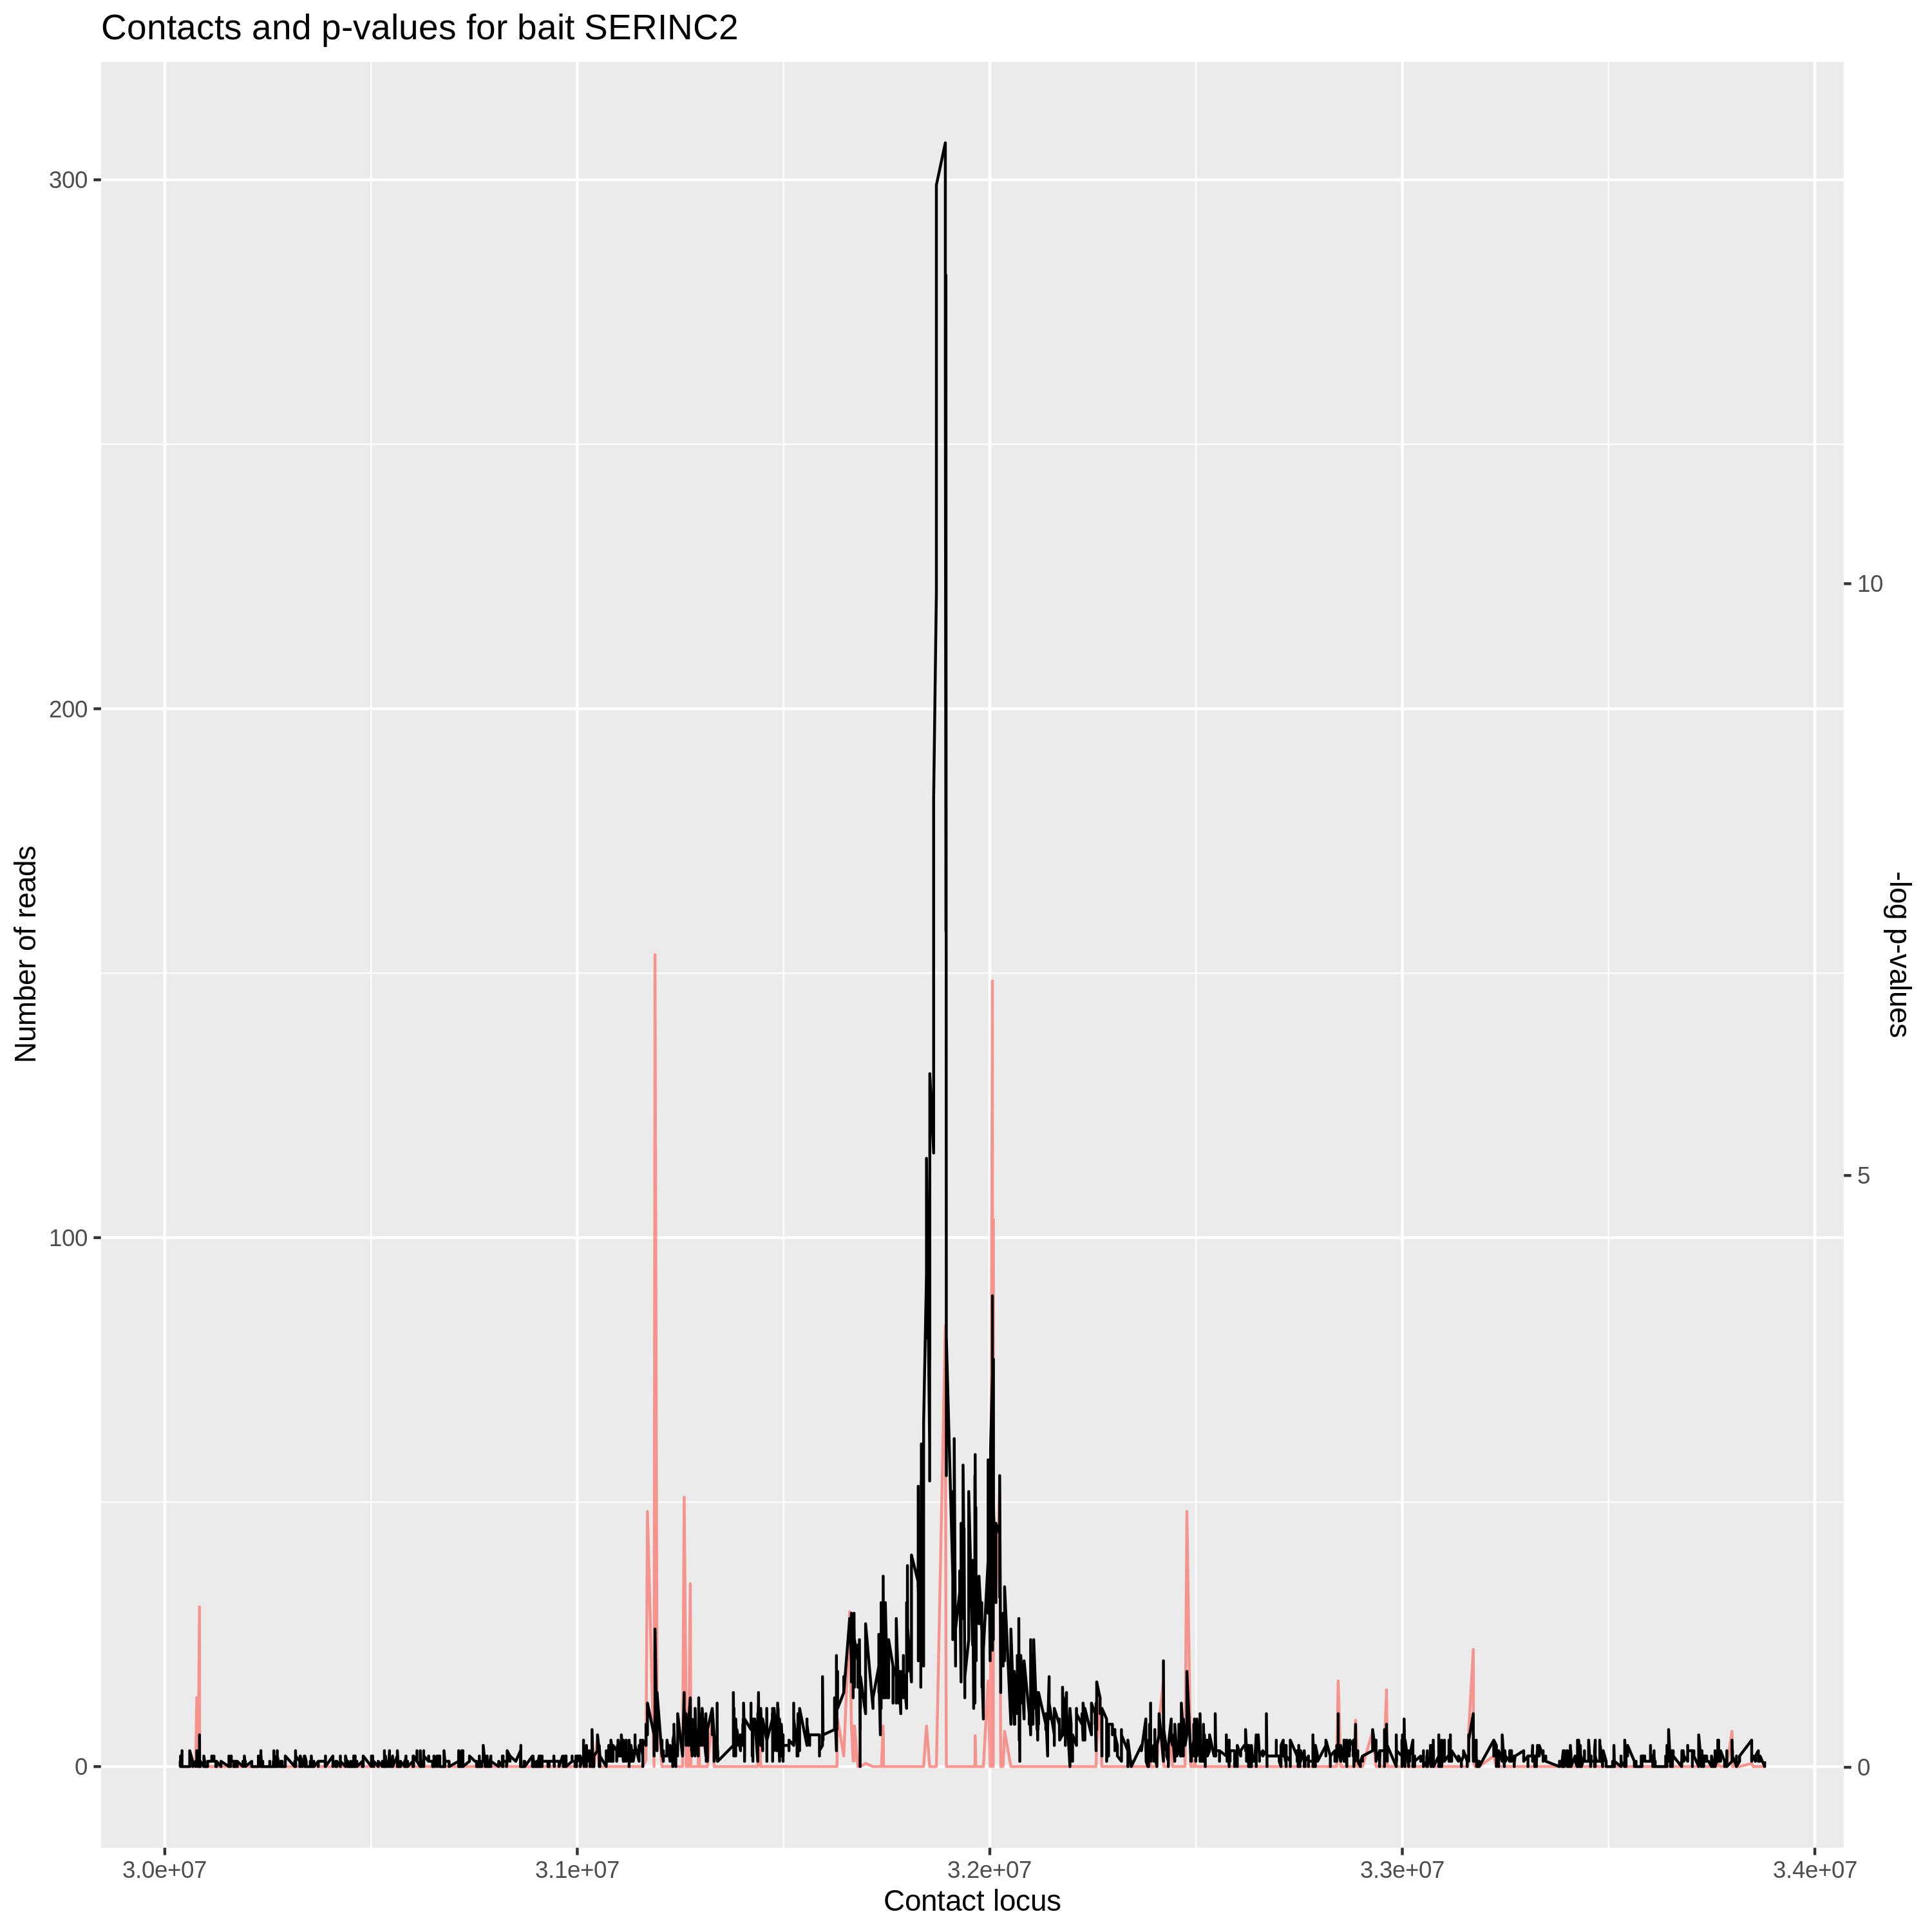 Contacts and p-values for bait SERINC2
300
200
100
0
10
5
0
Number of reads
-log p-values
3.0e+07
3.1e+07
3.2e+07
3.3e+07
3.4e+07
Contact locus